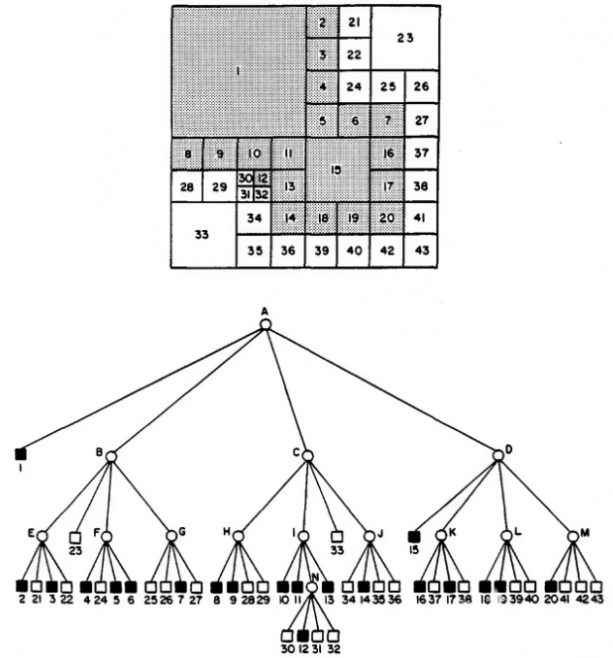 2 21
23
1 3 22
4 24 25 26
5 6 7 27
8 9 10 11 16 37
15
28 29 30 12 13 17 38
31 32
33 34 14 18 19 20 41
35 36 39 40 42 43
A
1 B C D
E 23 F G H I 33 J 15 K L M
N
2 21 3 22 4 24 5 6 25 26 7 27 8 9 28 29 10 11 13 34 14 35 36 16 37 17 38 18 19 39 40 20 41 42 43
30 12 31 32